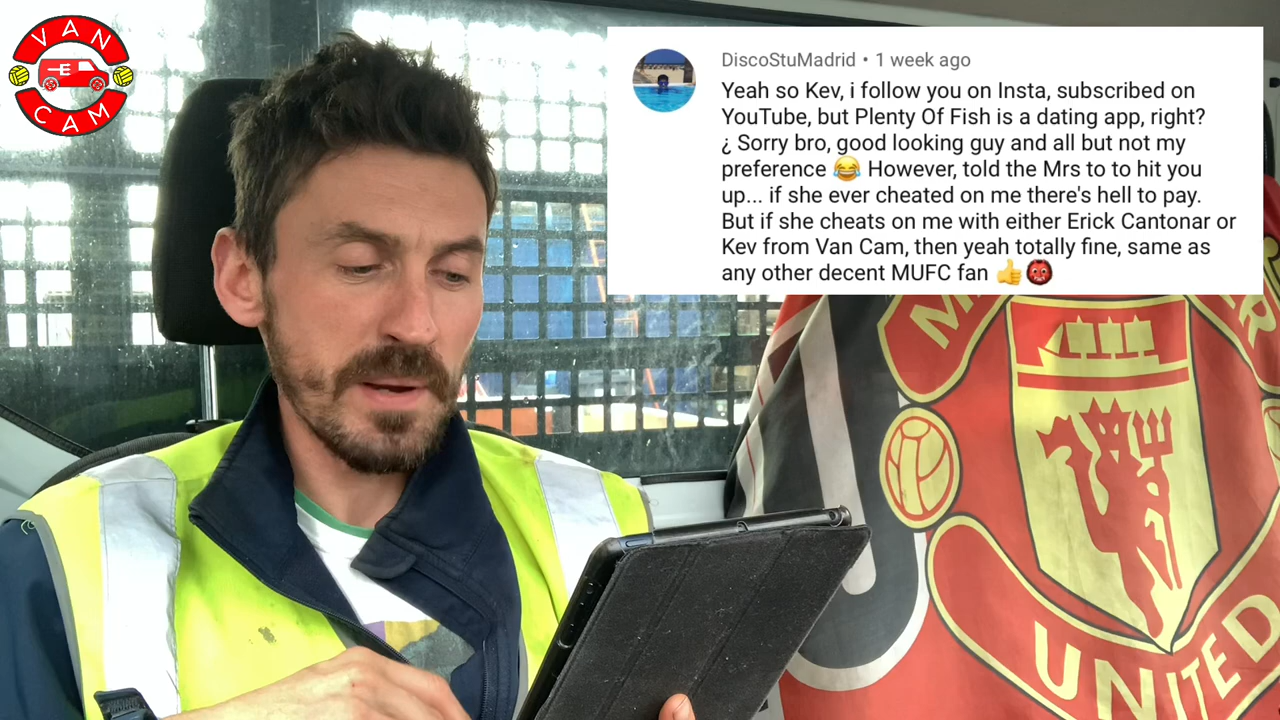 VAN
E
CAM
DiscoStuMadrid • 1 week ago
Yeah so Kev, i follow you on Insta, subscribed on
YouTube, but Plenty Of Fish is a dating app, right?
¿ Sorry bro, good looking guy and all but not my
preference 😂 However, told the Mrs to to hit you
up... if she ever cheated on me there's hell to pay.
But if she cheats on me with either Erick Cantonar or
Kev from Van Cam, then yeah totally fine, same as
any other decent MUFC fan 👍👹
UNITED